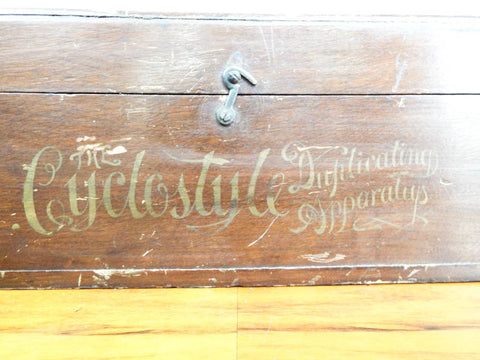 The
Cyclostyle
Duplicating
Apparatus